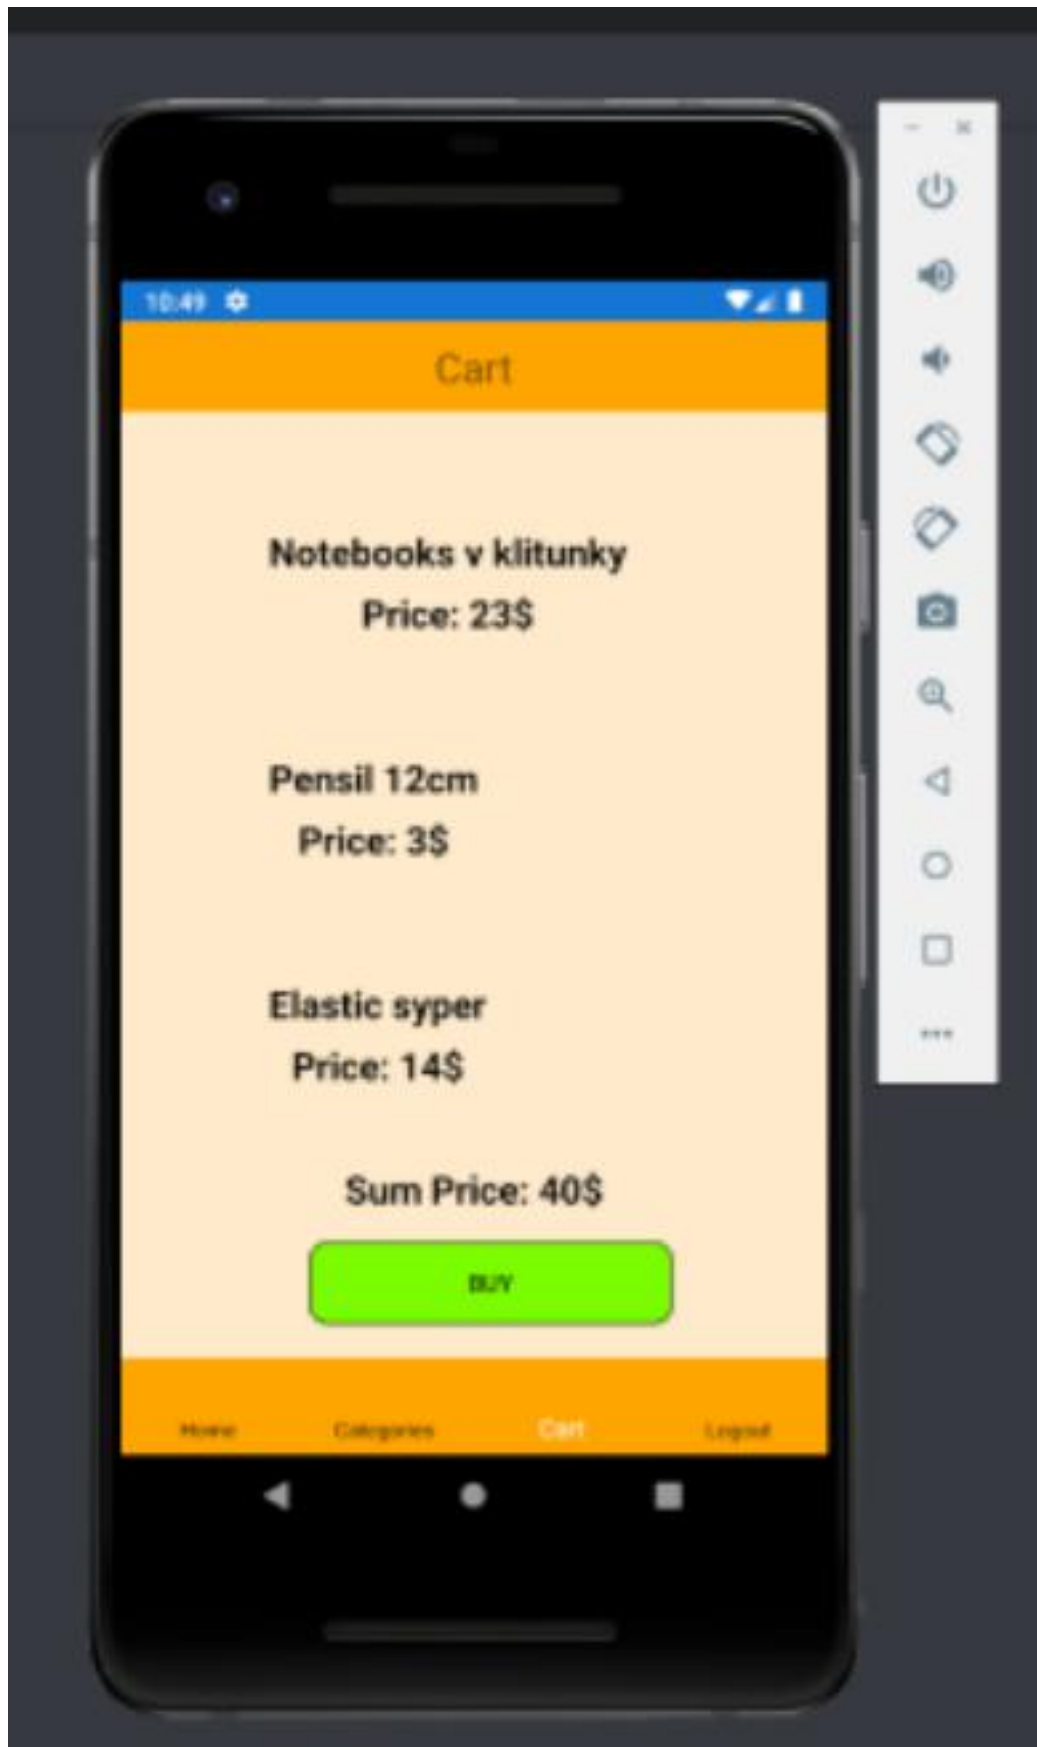 10:49
Cart
Notebooks v klitunky
Price: 23$
Pensil 12cm
Price: 3$
Elastic syper
Price: 14$
Sum Price: 40$
BUY
Home Categories Cart Logout